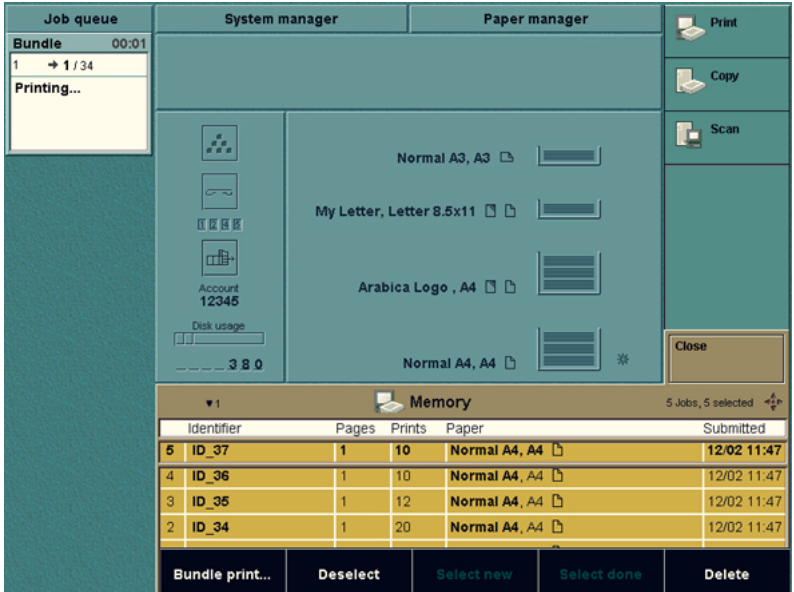 Job queue
System manager
Paper manager
Print
Bundle 00:01
1 → 1 / 34
Printing...
Copy
Scan
Normal A3, A3
My Letter, Letter 8.5x11
Arabica Logo , A4
Account
12345
Disk usage
_ _ _ _ 3 8 0
Normal A4, A4
Close
▼1
Memory
5 Jobs, 5 selected
Identifier Pages Prints Paper Submitted
5 ID_37 1 10 Normal A4, A4 12/02 11:47
4 ID_36 1 10 Normal A4, A4 12/02 11:47
3 ID_35 1 12 Normal A4, A4 12/02 11:47
2 ID_34 1 20 Normal A4, A4 12/02 11:47
Bundle print... Deselect Select new Select done Delete